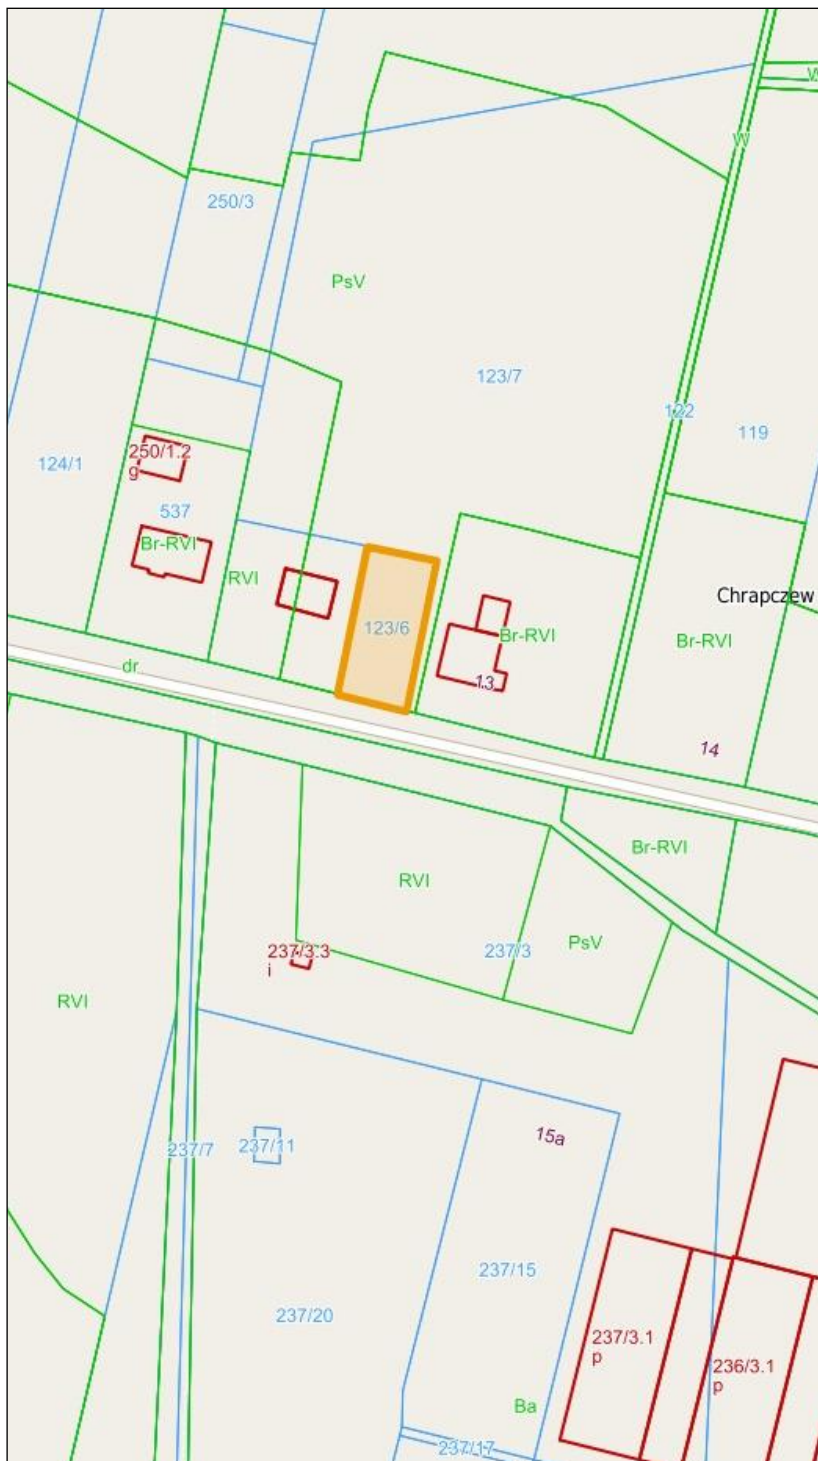 W
W
250/3
PsV
123/7
122
119
250/1.2
g
124/1
537
Br-RVI
RVI
Chrapczew
123/6
Br-RVI
Br-RVI
dr
13
14
Br-RVI
RVI
PsV
237/3
237/3.3
i
RVI
15a
237/7
237/11
237/15
237/20
237/3.1
p
236/3.1
p
Ba
237/17